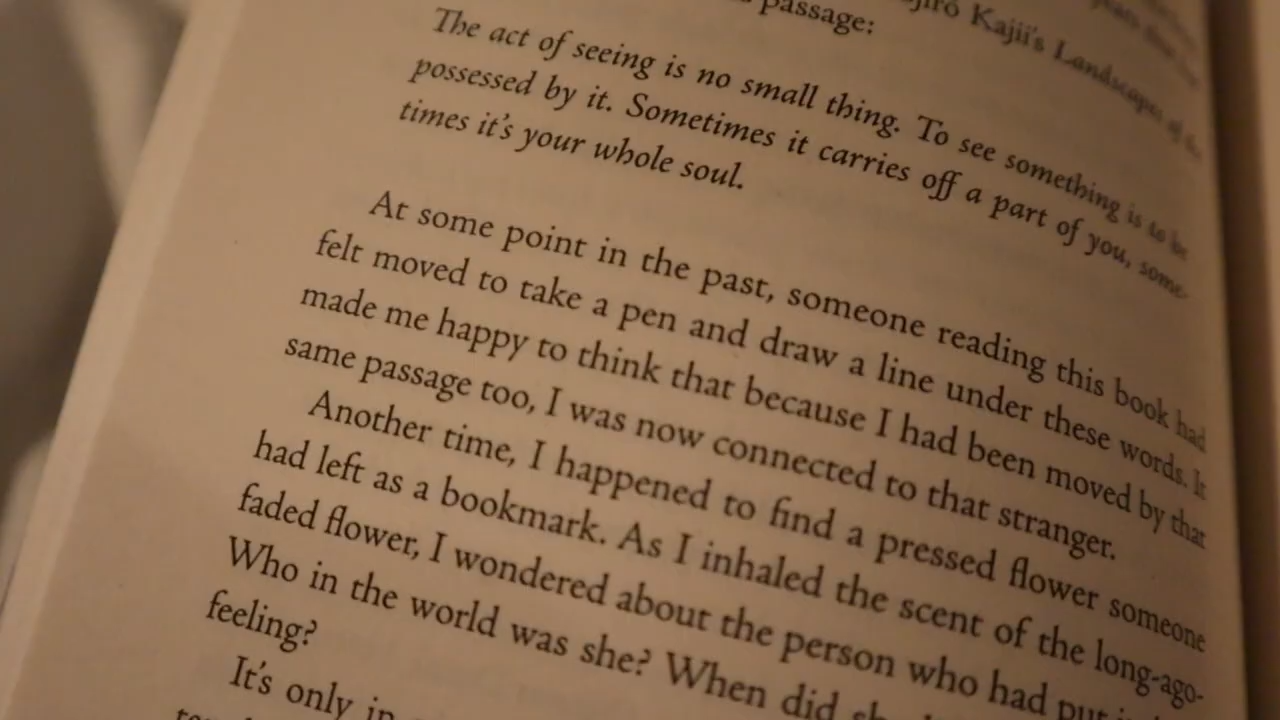 passage:
Kajii's Landscapes of the
The act of seeing is no small thing. To see something is to be
possessed by it. Sometimes it carries off a part of you, some-
times it's your whole soul.
At some point in the past, someone reading this book had
felt moved to take a pen and draw a line under these words. It
made me happy to think that because I had been moved by that
same passage too, I was now connected to that stranger.
Another time, I happened to find a pressed flower someone
had left as a bookmark. As I inhaled the scent of the long-ago-
faded flower, I wondered about the person who had put
Who in the world was she? When did
feeling?
It's only in